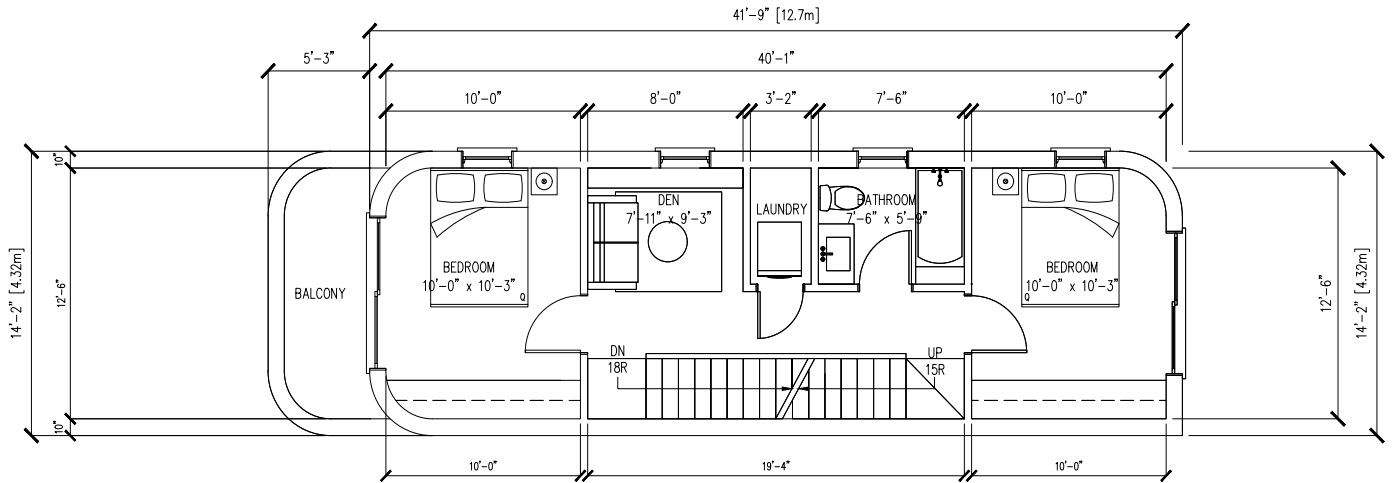 41'-9" [12.7m]
5'-3"
40'-1"
10'-0"
8'-0"
3'-2"
7'-6"
10'-0"
10"
14'-2" [4.32m]
12'-6"
10"
BALCONY
BEDROOM
10'-0" x 10'-3"
Q
DEN
7'-11" x 9'-3"
LAUNDRY
BATHROOM
7'-6" x 5'-9"
BEDROOM
10'-0" x 10'-3"
Q
12'-6"
14'-2" [4.32m]
DN
18R
UP
15R
10'-0"
19'-4"
10'-0"